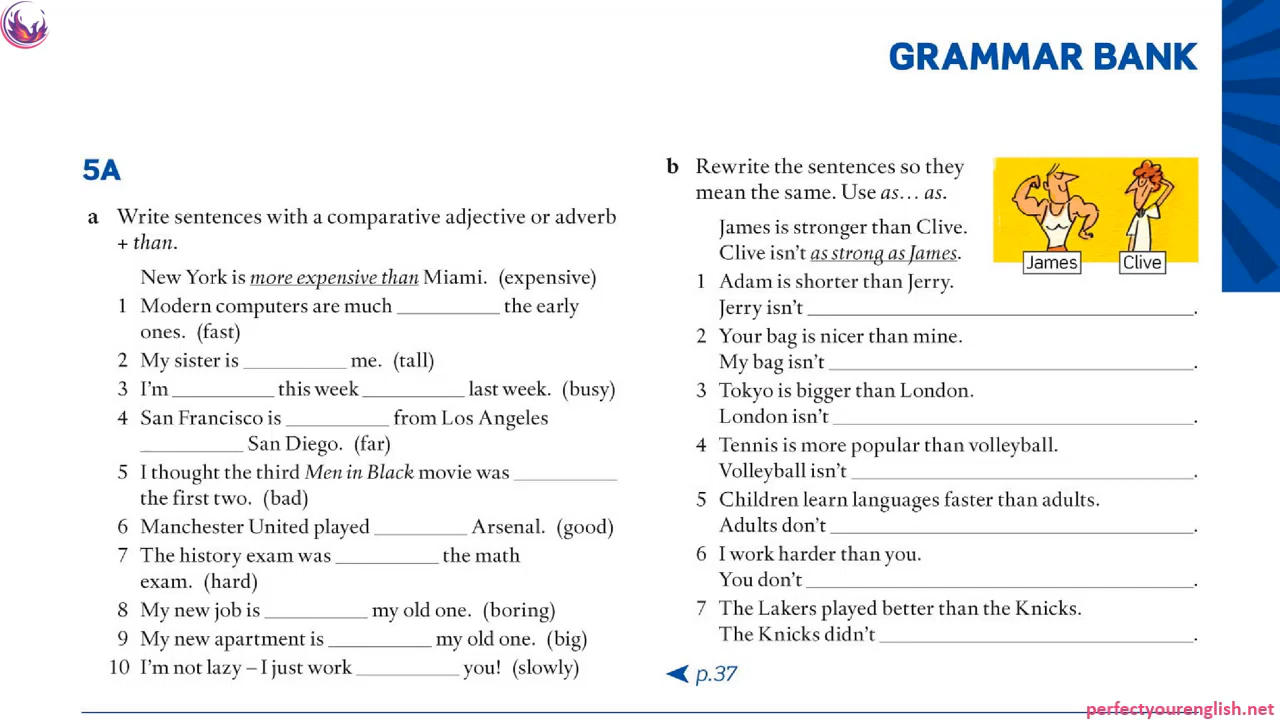 GRAMMAR BANK
5A
a Write sentences with a comparative adjective or adverb
+ than.
New York is more expensive than Miami. (expensive)
1 Modern computers are much __________ the early
ones. (fast)
2 My sister is __________ me. (tall)
3 I'm __________ this week __________ last week. (busy)
4 San Francisco is __________ from Los Angeles
__________ San Diego. (far)
5 I thought the third Men in Black movie was __________
the first two. (bad)
6 Manchester United played __________ Arsenal. (good)
7 The history exam was __________ the math
exam. (hard)
8 My new job is __________ my old one. (boring)
9 My new apartment is __________ my old one. (big)
10 I'm not lazy – I just work __________ you! (slowly)
b Rewrite the sentences so they
mean the same. Use as… as.
James is stronger than Clive.
Clive isn't as strong as James.
James
Clive
1 Adam is shorter than Jerry.
Jerry isn't __________.
2 Your bag is nicer than mine.
My bag isn't __________.
3 Tokyo is bigger than London.
London isn't __________.
4 Tennis is more popular than volleyball.
Volleyball isn't __________.
5 Children learn languages faster than adults.
Adults don't __________.
6 I work harder than you.
You don't __________.
7 The Lakers played better than the Knicks.
The Knicks didn't __________.
p.37
perfectyourenglish.net